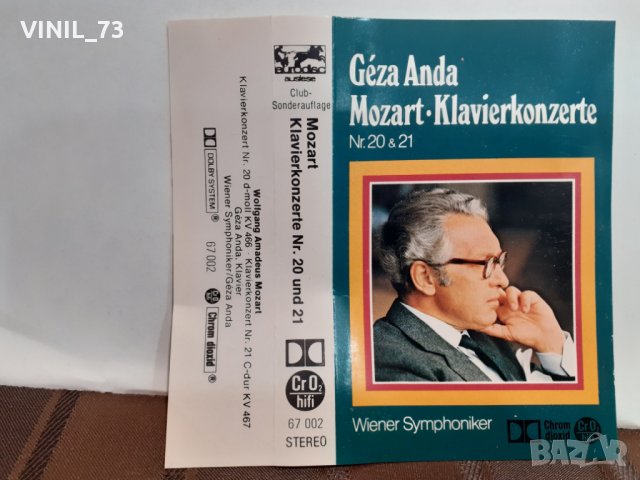 VINIL_73
eurodisc
auslese
Club-
Sonderauflage
Mozart
Klavierkonzerte Nr. 20 und 21
CrO2
hifi
67 002
STEREO
Wolfgang Amadeus Mozart
Klavierkonzert Nr. 20 d-moll KV 466 · Klavierkonzert Nr. 21 C-dur KV 467
Géza Anda, Klavier
Wiener Symphoniker/Géza Anda
DOLBY SYSTEM ®
67 002
Chrom dioxid ®
Géza Anda
Mozart·Klavierkonzerte
Nr. 20 & 21
Wiener Symphoniker
Chrom
dioxid
CrO2
BAZAR